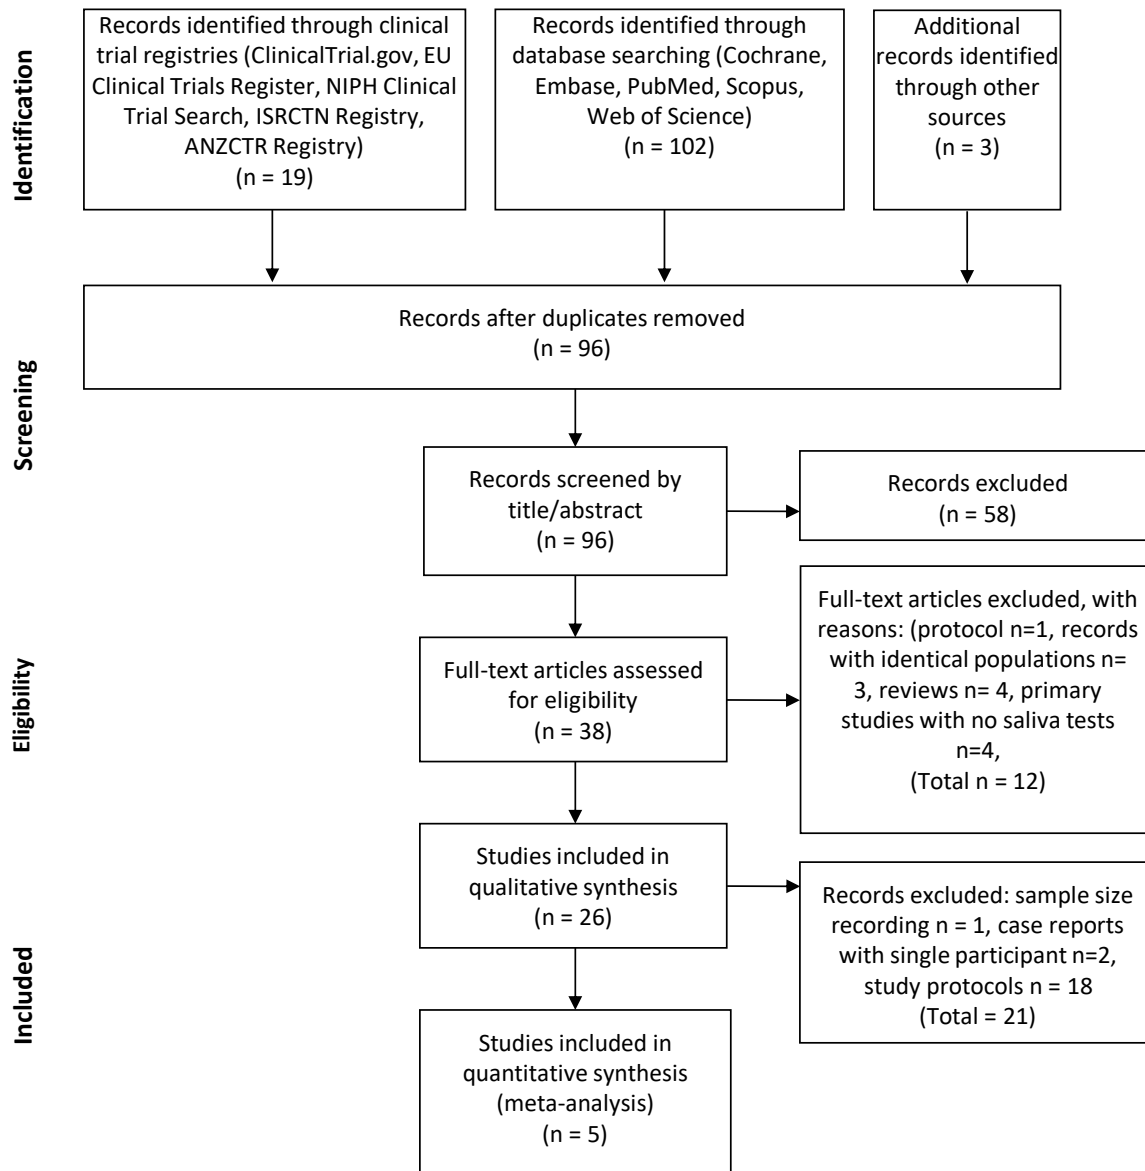 Identification
Records identified through clinical
trial registries (ClinicalTrial.gov, EU
Clinical Trials Register, NIPH Clinical
Trial Search, ISRCTN Registry,
ANZCTR Registry)
(n = 19)
Records identified through
database searching (Cochrane,
Embase, PubMed, Scopus,
Web of Science)
(n = 102)
Additional
records identified
through other
sources
(n = 3)
Records after duplicates removed
(n = 96)
Screening
Records screened by
title/abstract
(n = 96)
Records excluded
(n = 58)
Eligibility
Full-text articles assessed
for eligibility
(n = 38)
Full-text articles excluded, with
reasons: (protocol n=1, records
with identical populations n=
3, reviews n= 4, primary
studies with no saliva tests
n=4,
(Total n = 12)
Studies included in
qualitative synthesis
(n = 26)
Records excluded: sample size
recording n = 1, case reports
with single participant n=2,
study protocols n = 18
(Total = 21)
Included
Studies included in
quantitative synthesis
(meta-analysis)
(n = 5)